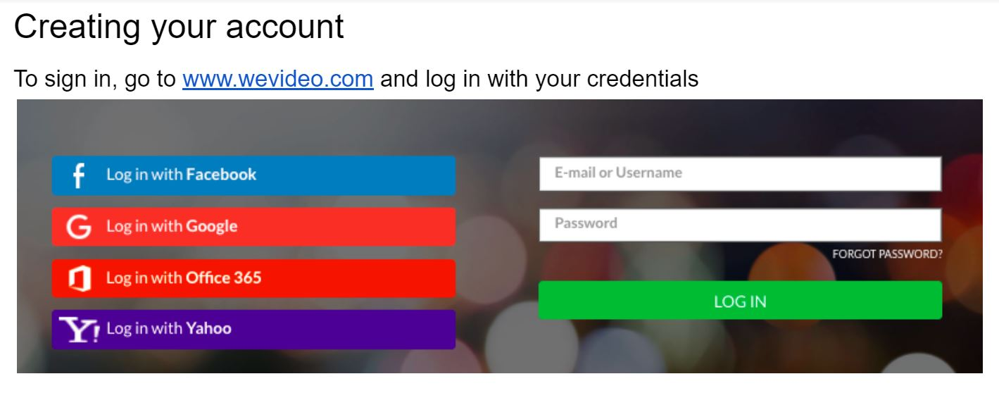 Creating your account
To sign in, go to www.wevideo.com and log in with your credentials
Log in with Facebook
Log in with Google
Log in with Office 365
Log in with Yahoo
E-mail or Username
Password
FORGOT PASSWORD?
LOG IN